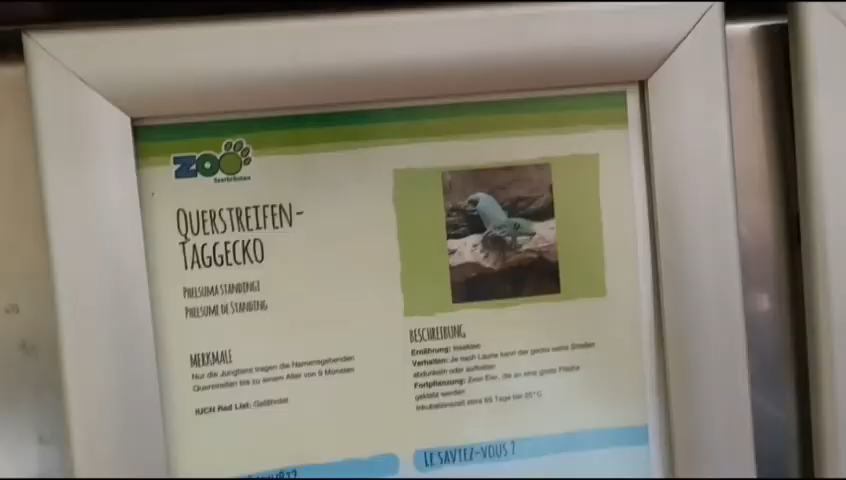 ZOO
Saarbrücken
QUERSTREIFEN-
TAGGECKO
PHELSUMA STANDINGI
PHELSUME DE STANDING
MERKMALE
Nur die Jungtiere tragen die Namensgebenden
Querstreifen bis zu einem Alter von 9 Monaten
IUCN Red List: Gefährdet
BESCHREIBUNG
Ernährung: Insekten
Verhalten: Je nach Laune kann der gecko seine Streifen
abdunkeln oder aufhellen
Fortpflanzung: Zwei Eier, die an eine glatte Fläche
geklebt werden
Inkubationszeit etwa 65 Tage bei 28°C
LE SAVIEZ-VOUS ?